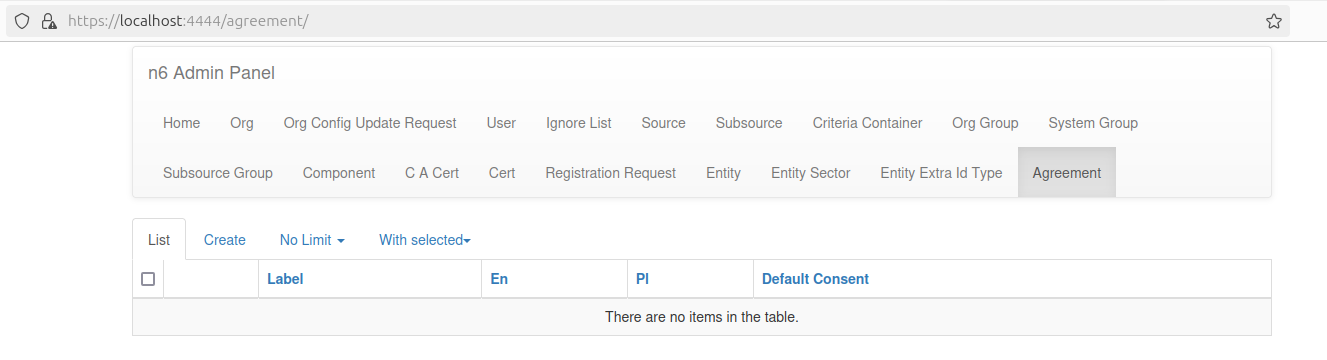 https://localhost:4444/agreement/
n6 Admin Panel
Home Org Org Config Update Request User Ignore List Source Subsource Criteria Container Org Group System Group
Subsource Group Component C A Cert Cert Registration Request Entity Entity Sector Entity Extra Id Type Agreement
List Create No Limit With selected
Label En Pl Default Consent
There are no items in the table.